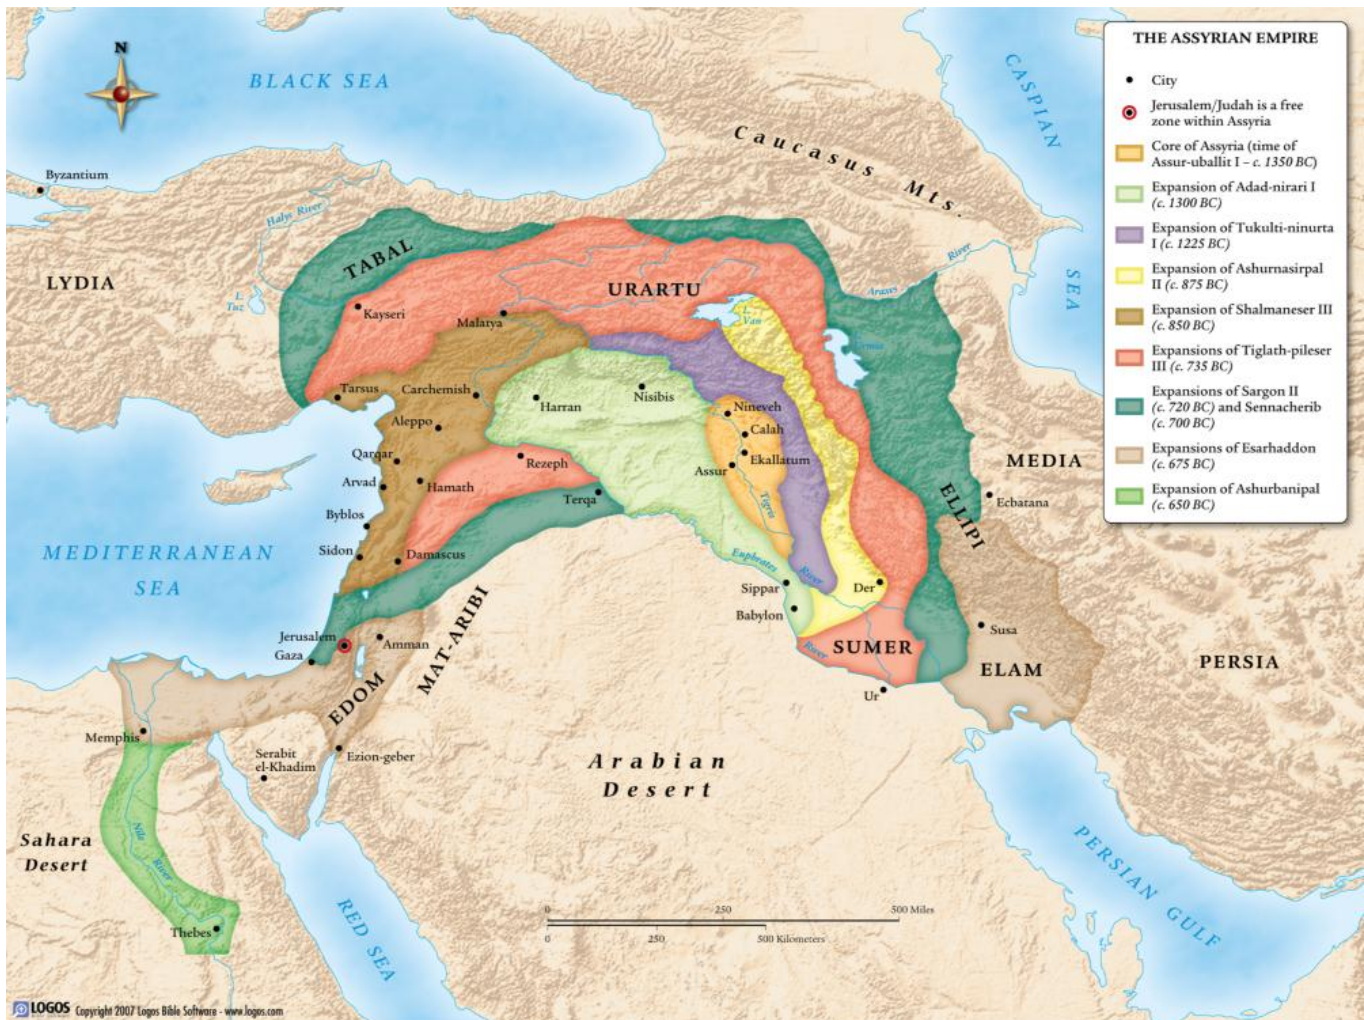 THE ASSYRIAN EMPIRE
City
Jerusalem/Judah is a free
zone within Assyria
Core of Assyria (time of
Assur-uballit I – c. 1350 BC)
Expansion of Adad-nirari I
(c. 1300 BC)
Expansion of Tukulti-ninurta
I (c. 1225 BC)
Expansion of Ashurnasirpal
II (c. 875 BC)
Expansion of Shalmaneser III
(c. 850 BC)
Expansions of Tiglath-pileser
III (c. 735 BC)
Expansions of Sargon II
(c. 720 BC) and Sennacherib
(c. 700 BC)
Expansions of Esarhaddon
(c. 675 BC)
Expansion of Ashurbanipal
(c. 650 BC)
N
BLACK SEA
CASPIAN
SEA
Caucasus Mts.
Byzantium
Halys River
TABAL
LYDIA
L.
Tuz
Kayseri
Malatya
URARTU
L.
Van
Araxes
River
Urmia
Tarsus
Carchemish
Harran
Nisibis
Nineveh
Aleppo
Calah
Qarqar
Rezeph
Ekallatum
Assur
MEDIA
Arvad
Hamath
Terqa
Tigris
ELLIPI
Ecbatana
Byblos
MEDITERRANEAN
SEA
Sidon
Damascus
Euphrates
River
Sippar
Der
Babylon
MAT-ARIBI
Jerusalem
Amman
Gaza
River
SUMER
Susa
ELAM
PERSIA
EDOM
Ur
Memphis
Serabit
el-Khadim
Ezion-geber
Arabian
Desert
Sahara
Desert
Nile
River
Thebes
RED SEA
PERSIAN GULF
0
250
500 Miles
0
250
500 Kilometers
LOGOS Copyright 2007 Logos Bible Software - www.logos.com